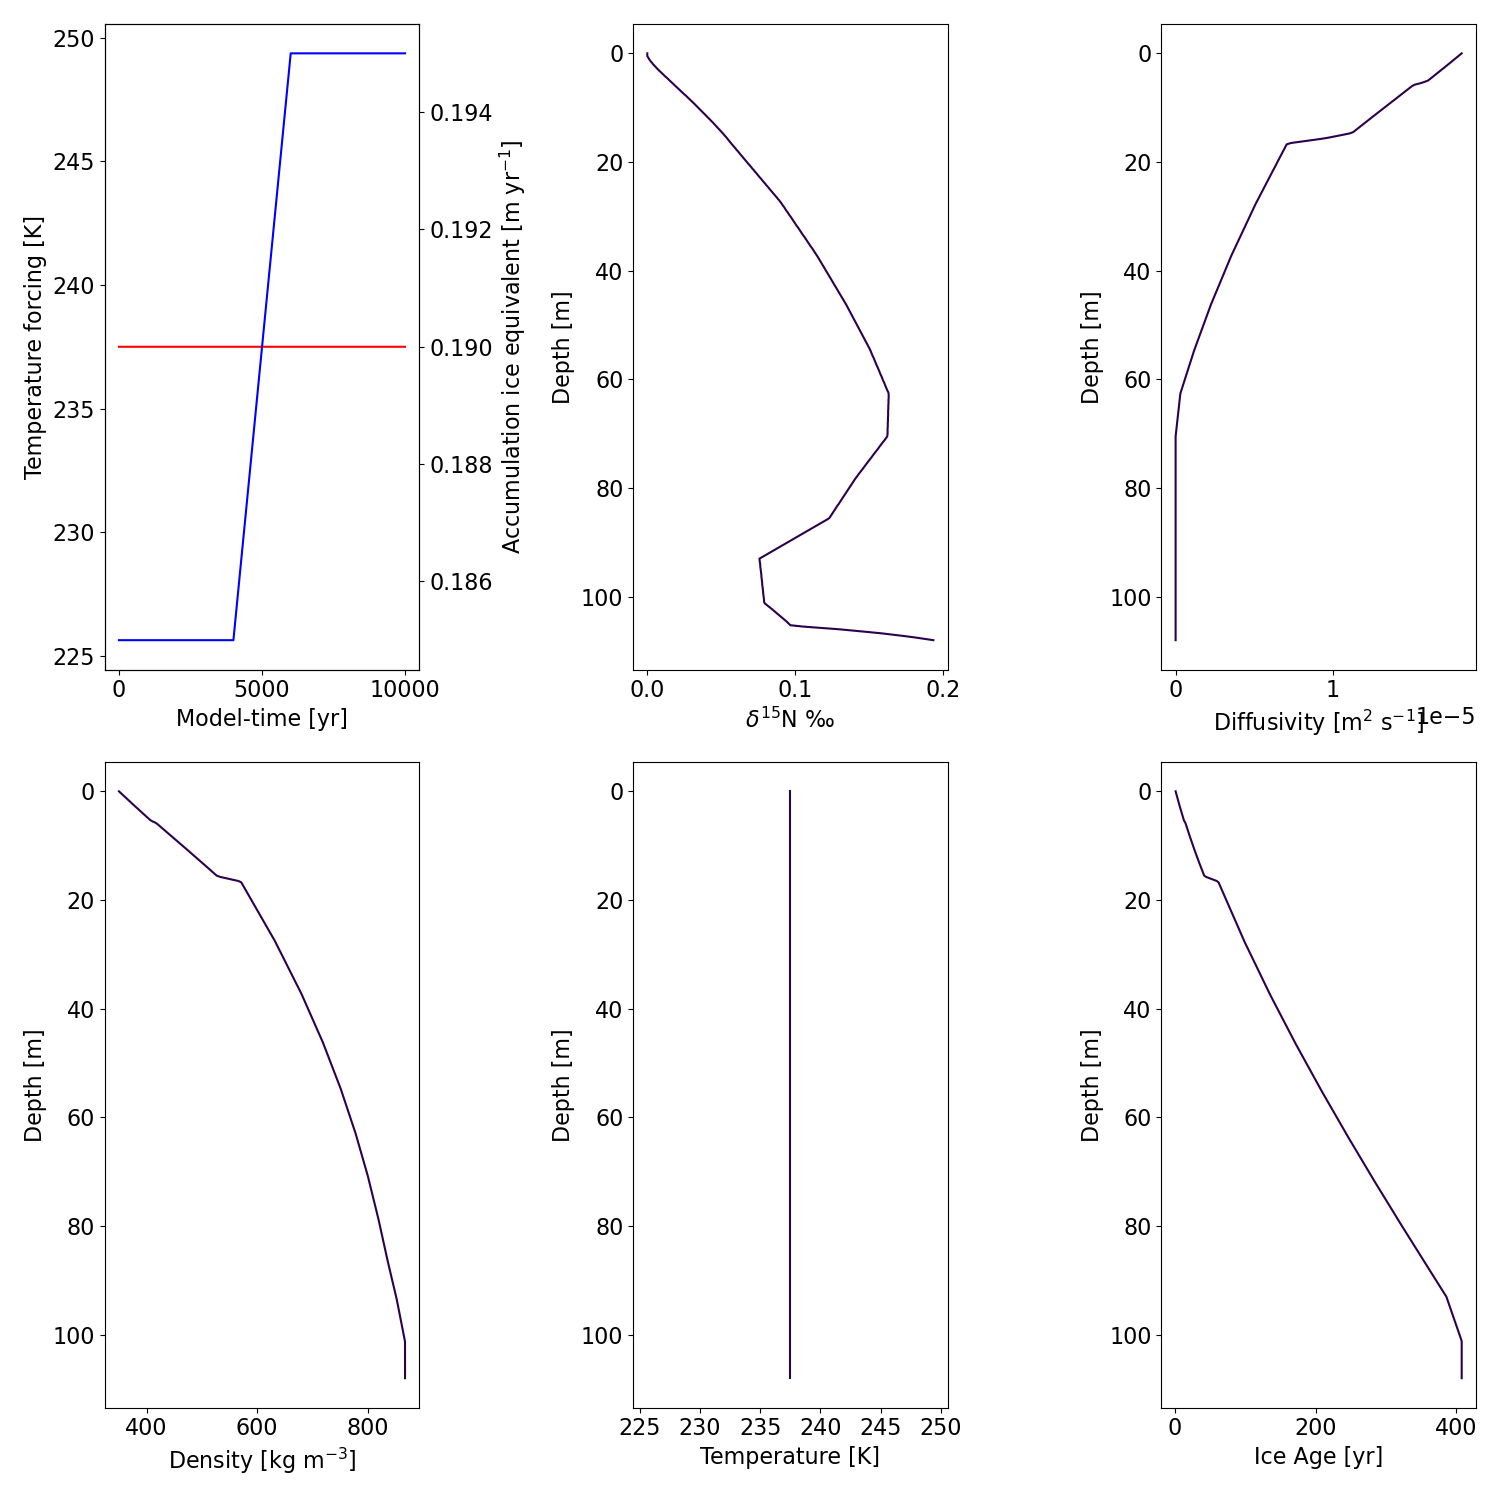 250
245
240
235
230
225
Temperature forcing [K]
0.194
0.192
0.190
0.188
0.186
Accumulation ice equivalent [m yr⁻¹]
0 5000 10000
Model-time [yr]
0
20
40
60
80
100
Depth [m]
0.0 0.1 0.2
δ¹⁵N ‰
0
20
40
60
80
100
Depth [m]
0 1
1e−5
Diffusivity [m² s⁻¹]
0
20
40
60
80
100
Depth [m]
400 600 800
Density [kg m⁻³]
0
20
40
60
80
100
Depth [m]
225 230 235 240 245 250
Temperature [K]
0
20
40
60
80
100
Depth [m]
0 200 400
Ice Age [yr]